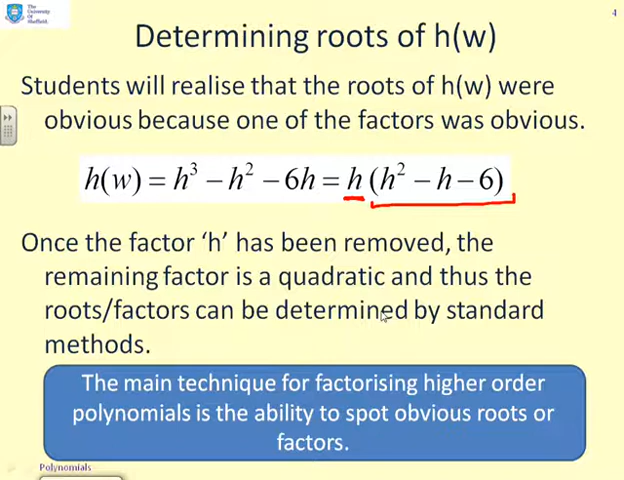 The
University
Of
Sheffield.
4
Determining roots of h(w)
Students will realise that the roots of h(w) were
obvious because one of the factors was obvious.
h(w) = h³ − h² − 6h = h (h² − h − 6)
Once the factor ‘h’ has been removed, the
remaining factor is a quadratic and thus the
roots/factors can be determined by standard
methods.
The main technique for factorising higher order
polynomials is the ability to spot obvious roots or
factors.
Polynomials